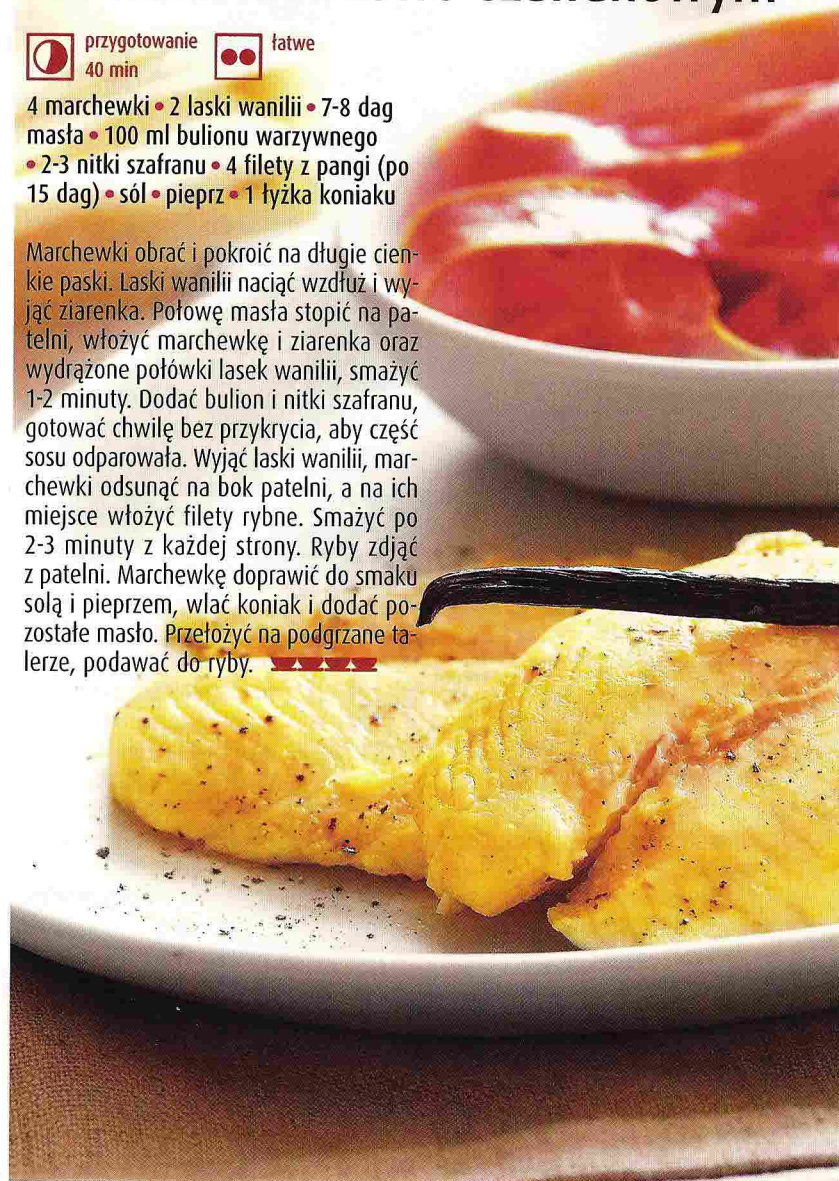 przygotowanie
40 min
łatwe
4 marchewki • 2 laski wanilii • 7-8 dag
masła • 100 ml bulionu warzywnego
• 2-3 nitki szafranu • 4 filety z pangi (po
15 dag) • sól • pieprz • 1 łyżka koniaku
Marchewki obrać i pokroić na długie cien-
kie paski. Laski wanilii naciąć wzdłuż i wy-
jąć ziarenka. Połowę masła stopić na pa-
telni, włożyć marchewkę i ziarenka oraz
wydrążone połówki lasek wanilii, smażyć
1-2 minuty. Dodać bulion i nitki szafranu,
gotować chwilę bez przykrycia, aby część
sosu odparowała. Wyjąć laski wanilii, mar-
chewki odsunąć na bok patelni, a na ich
miejsce włożyć filety rybne. Smażyć po
2-3 minuty z każdej strony. Ryby zdjąć
z patelni. Marchewkę doprawić do smaku
solą i pieprzem, wlać koniak i dodać po-
zostałe masło. Przełożyć na podgrzane ta-
lerze, podawać do ryby.